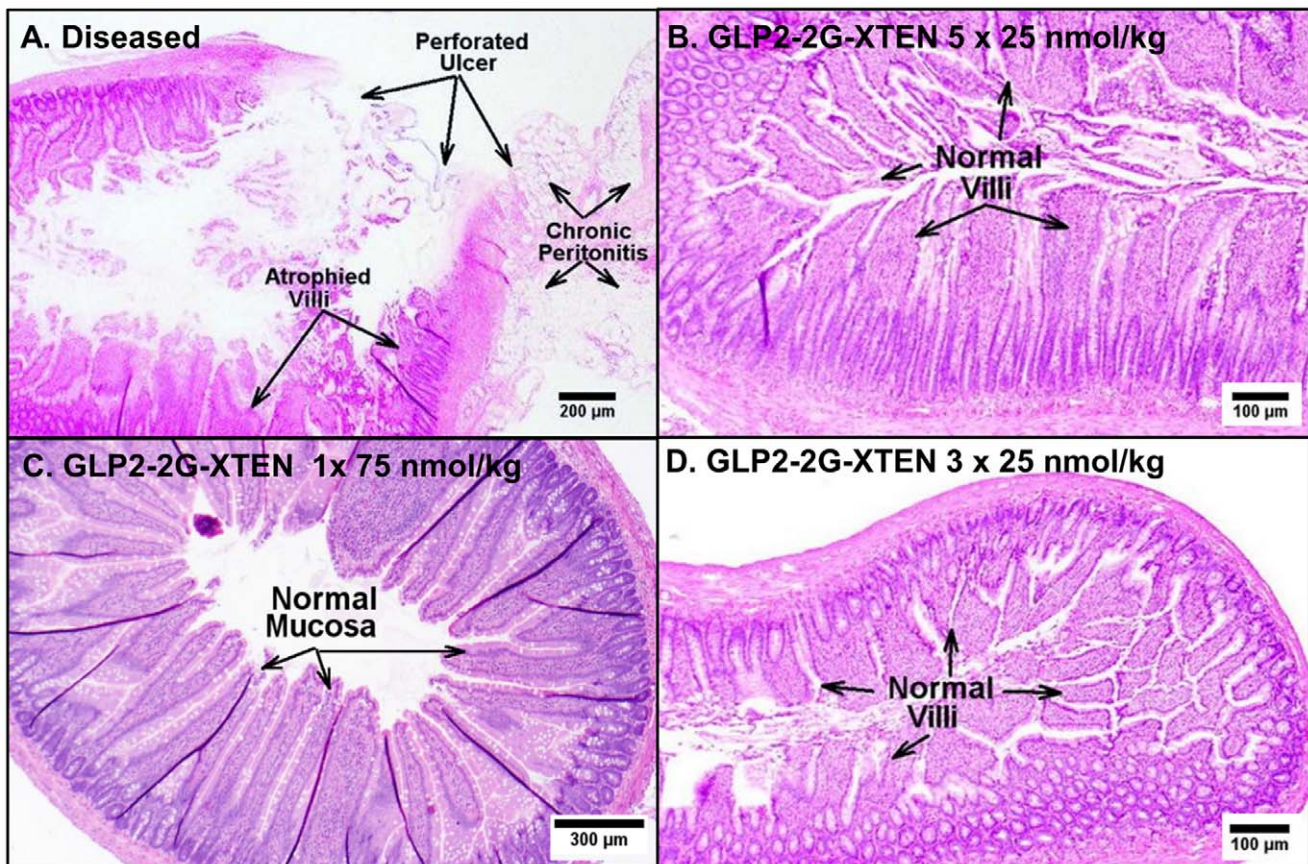 A. Diseased
Perforated
Ulcer
Chronic
Peritonitis
Atrophied
Villi
200 µm
B. GLP2-2G-XTEN 5 x 25 nmol/kg
Normal
Villi
100 µm
C. GLP2-2G-XTEN 1x 75 nmol/kg
Normal
Mucosa
300 µm
D. GLP2-2G-XTEN 3 x 25 nmol/kg
Normal
Villi
100 µm